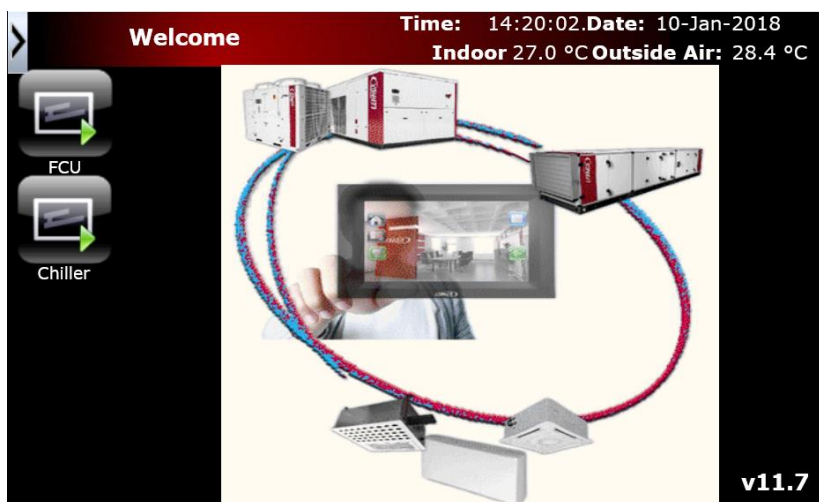 Welcome
Time: 14:20:02. Date: 10-Jan-2018
Indoor 27.0 °C Outside Air: 28.4 °C
FCU
Chiller
v11.7